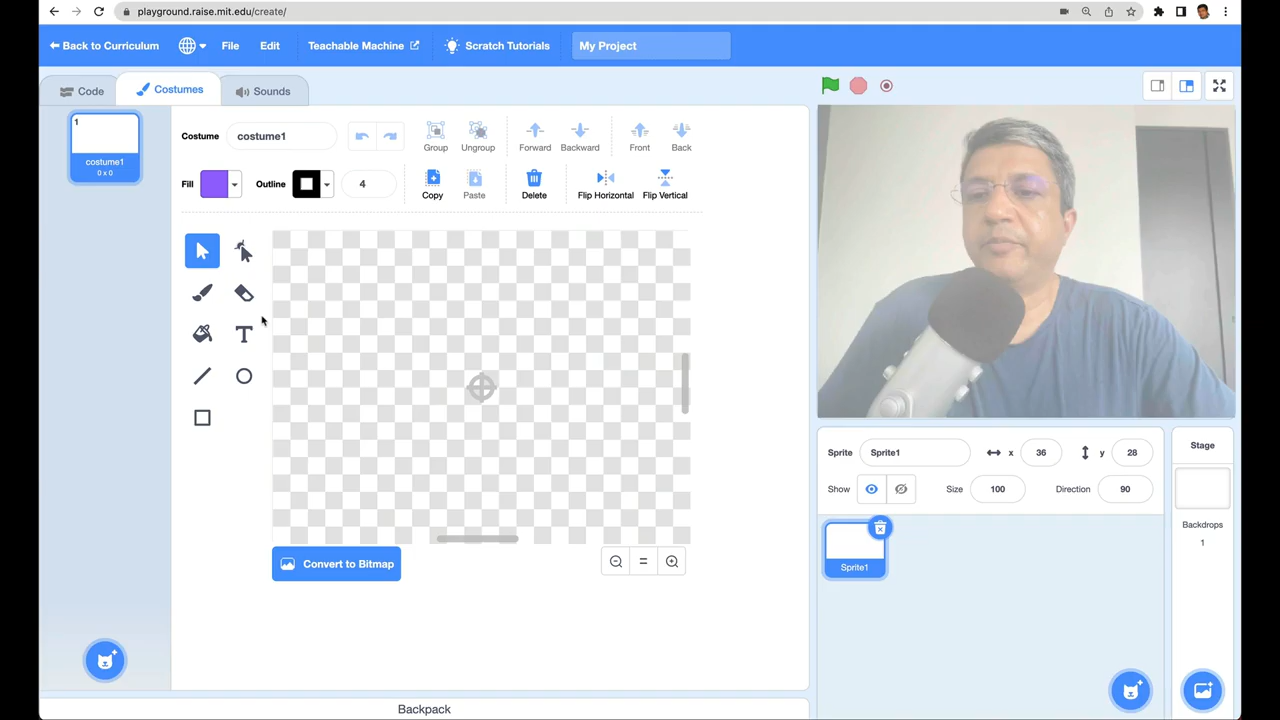 playground.raise.mit.edu/create/
Back to Curriculum
File
Edit
Teachable Machine
Scratch Tutorials
My Project
Code
Costumes
Sounds
1
costume1
0 x 0
Costume
costume1
Group
Ungroup
Forward
Backward
Front
Back
Fill
Outline
4
Copy
Paste
Delete
Flip Horizontal
Flip Vertical
T
Convert to Bitmap
Sprite
Sprite1
x
36
y
28
Show
Size
100
Direction
90
Sprite1
Stage
Backdrops
1
Backpack